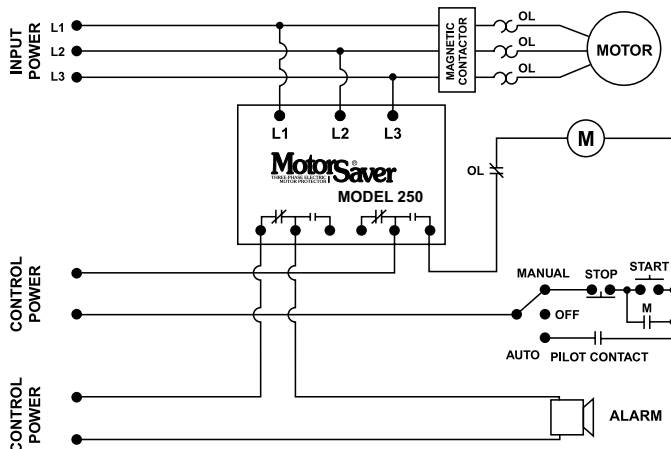 INPUT
POWER
L1
L2
L3
MAGNETIC
CONTACTOR
OL
OL
OL
MOTOR
L1 L2 L3
MotorSaver®
THREE-PHASE ELECTRIC
MOTOR PROTECTOR
MODEL 250
OL
M
CONTROL
POWER
MANUAL STOP START
OFF
M
AUTO PILOT CONTACT
CONTROL
POWER
ALARM